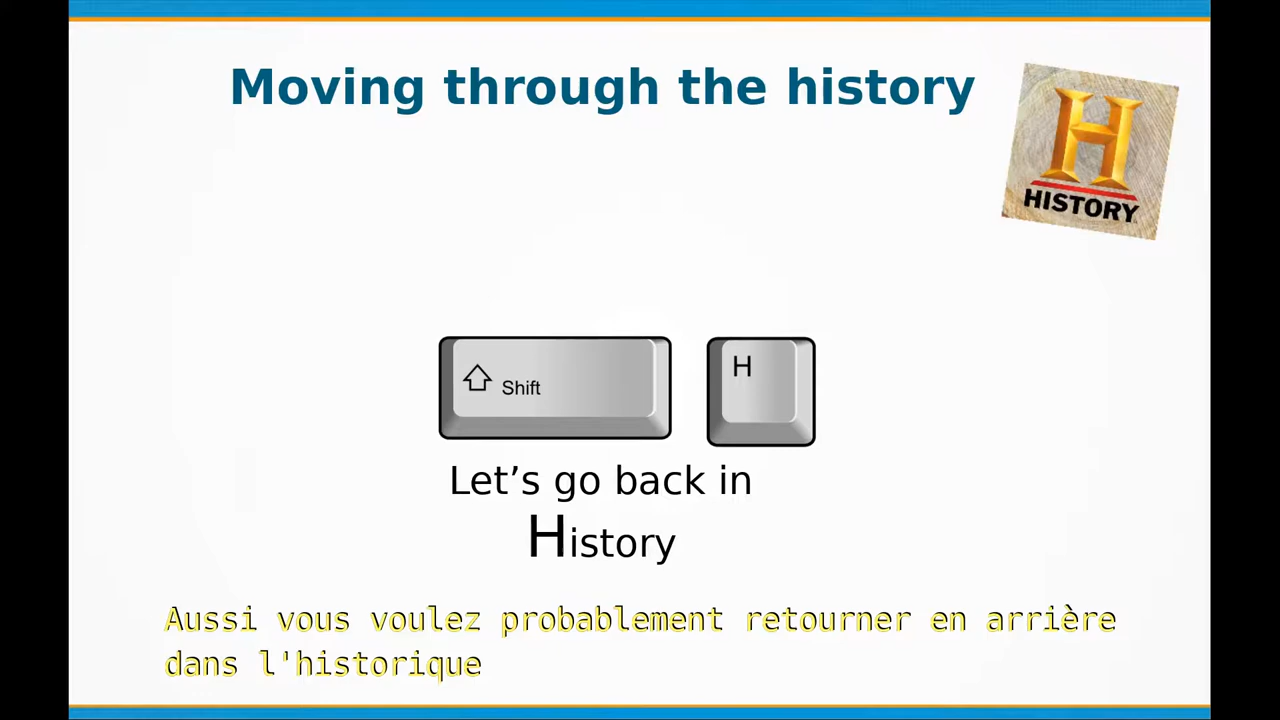 Moving through the history
H
HISTORY
Shift
H
Let’s go back in
History
Aussi vous voulez probablement retourner en arrière
dans l'historique